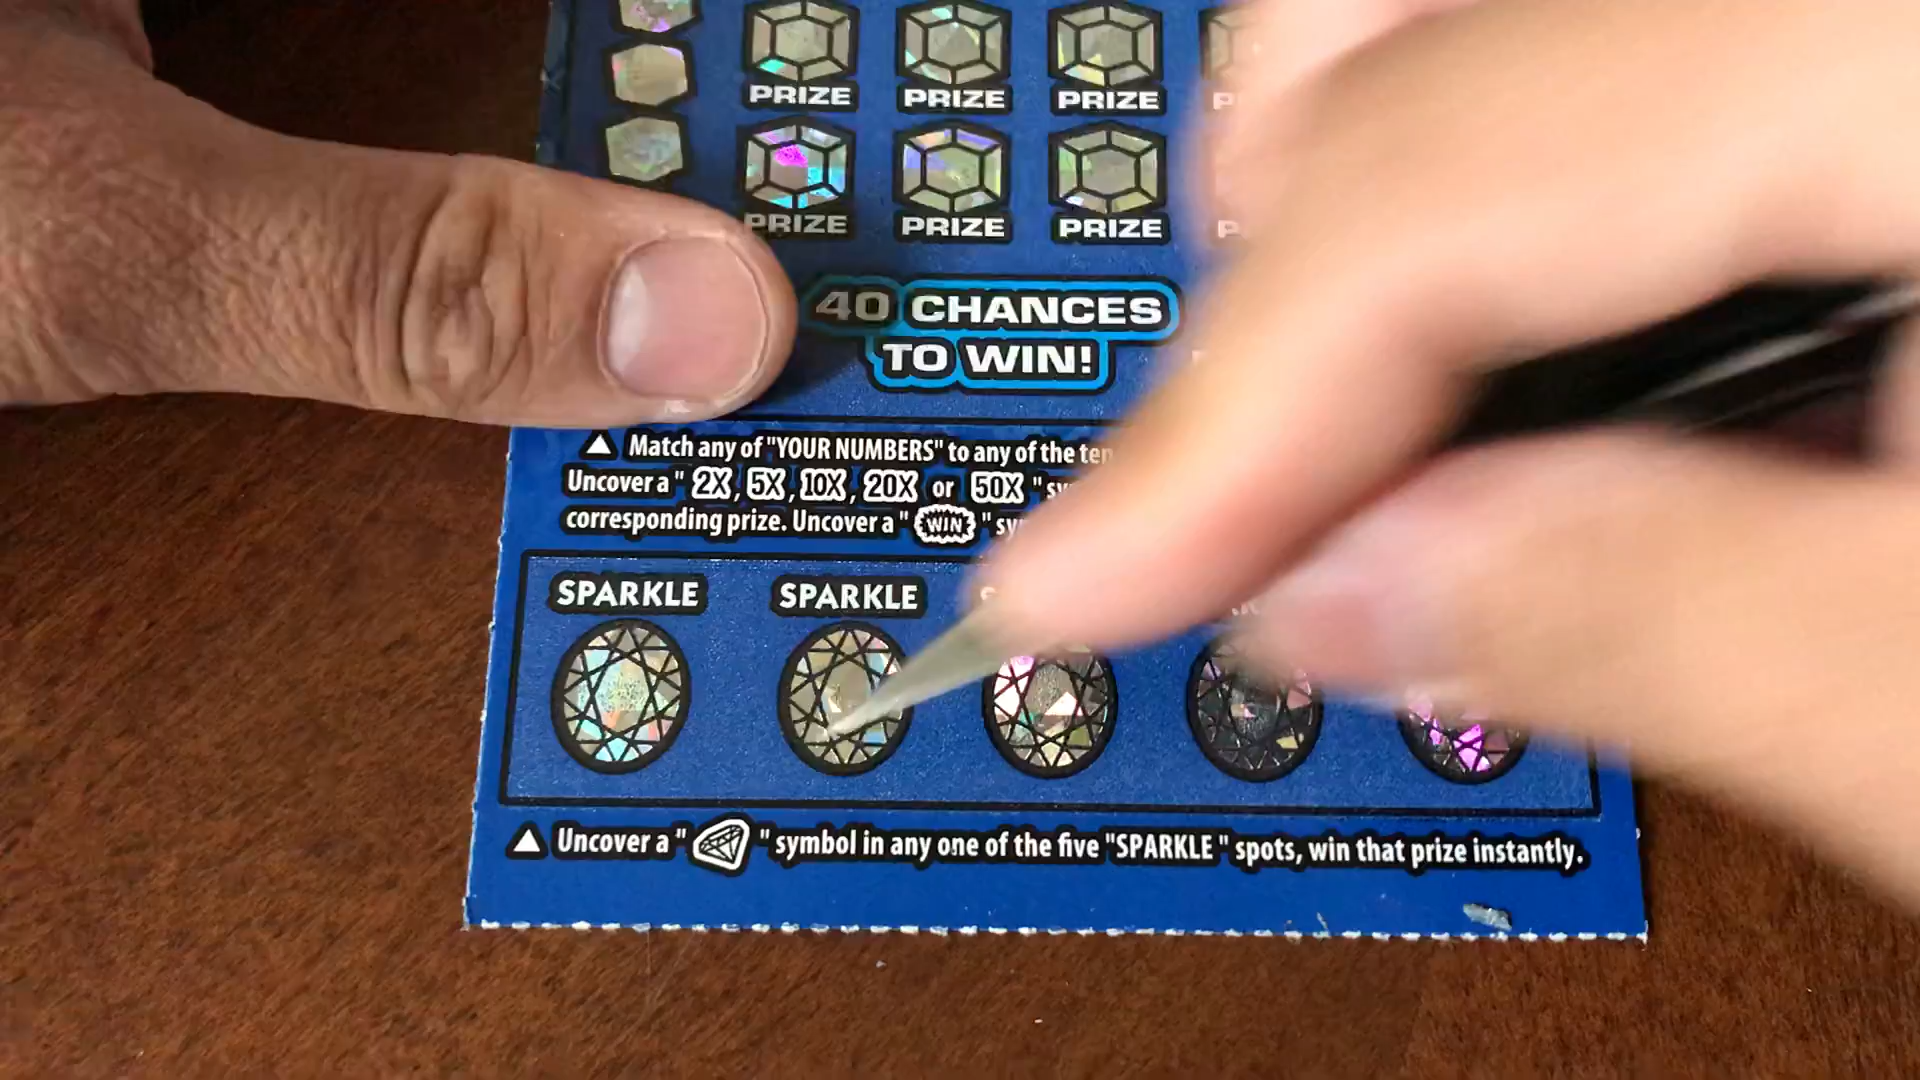 PRIZE PRIZE PRIZE
PRIZE PRIZE PRIZE
40 CHANCES
TO WIN!
▲ Match any of "YOUR NUMBERS" to any of the
Uncover a " 2X, 5X, 10X, 20X or 50X "
corresponding prize. Uncover a " WIN "
SPARKLE SPARKLE
▲ Uncover a " " symbol in any one of the five "SPARKLE" spots, win that prize instantly.